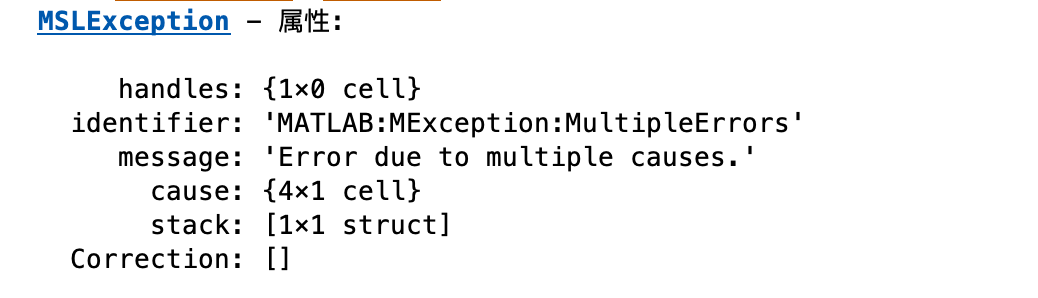 MSLException - 属性:
handles: {1×0 cell}
identifier: 'MATLAB:MException:MultipleErrors'
message: 'Error due to multiple causes.'
cause: {4×1 cell}
stack: [1×1 struct]
Correction: []